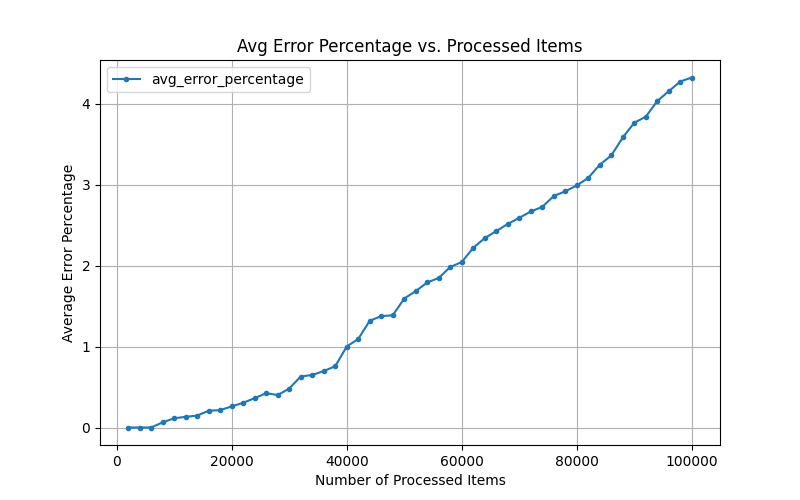 Avg Error Percentage vs. Processed Items
avg_error_percentage
Average Error Percentage
4
3
2
1
0
0 20000 40000 60000 80000 100000
Number of Processed Items